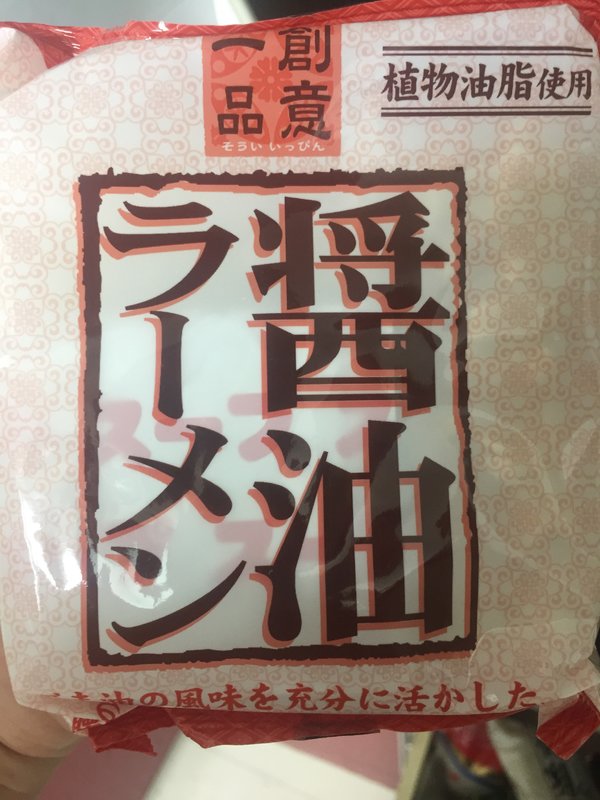 創意
一品
そういいっぴん
植物油脂使用
醤油
ラーメン
油の風味を充分に活かした